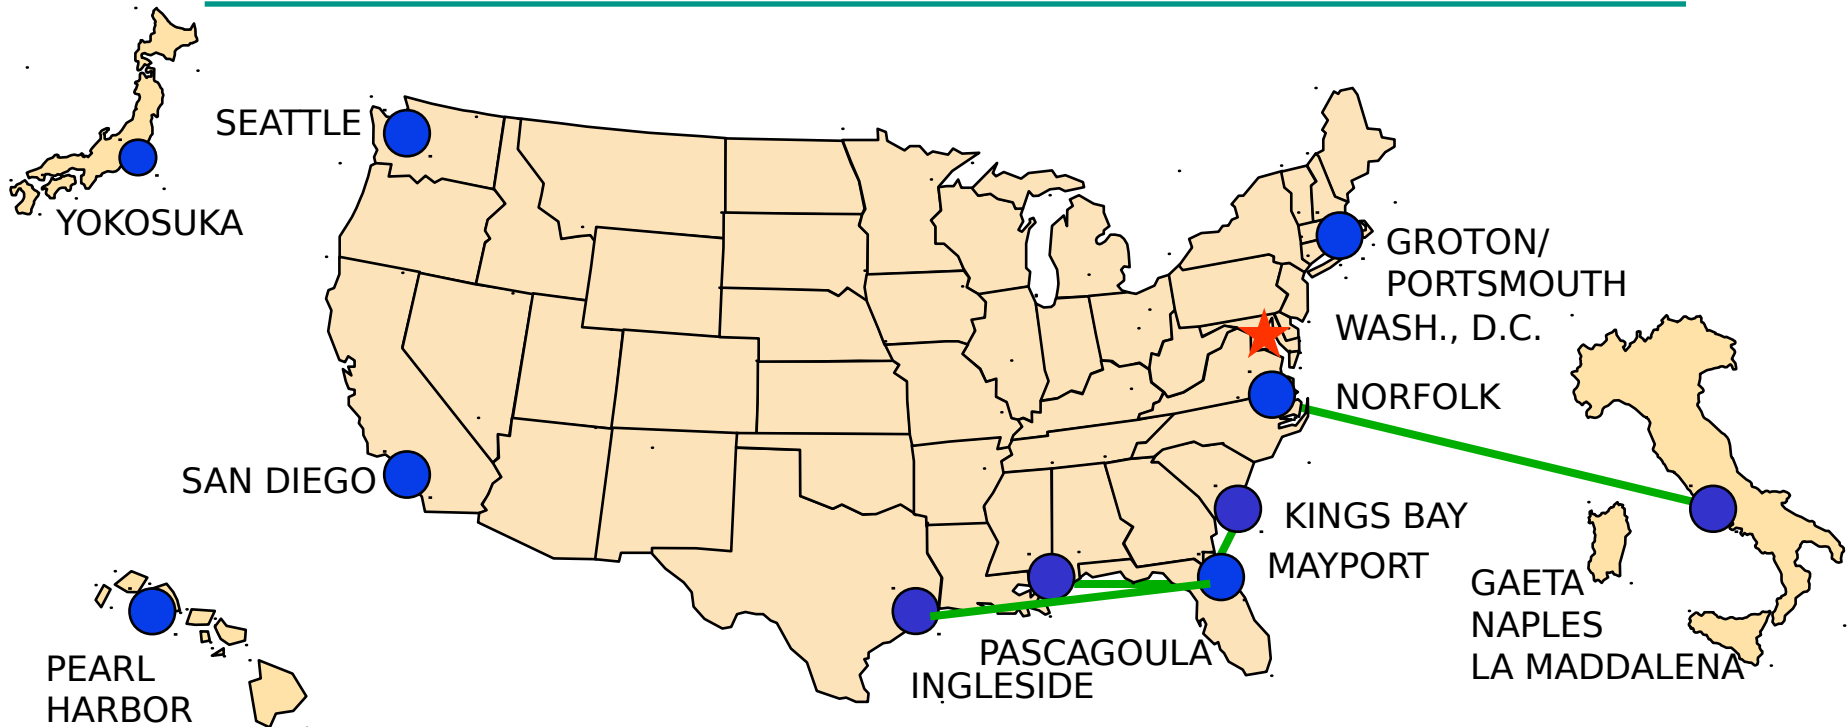 SEATTLE
YOKOSUKA
GROTON/
PORTSMOUTH
WASH., D.C.
NORFOLK
SAN DIEGO
KINGS BAY
MAYPORT
GAETA
NAPLES
LA MADDALENA
PASCAGOULA
INGLESIDE
PEARL
HARBOR